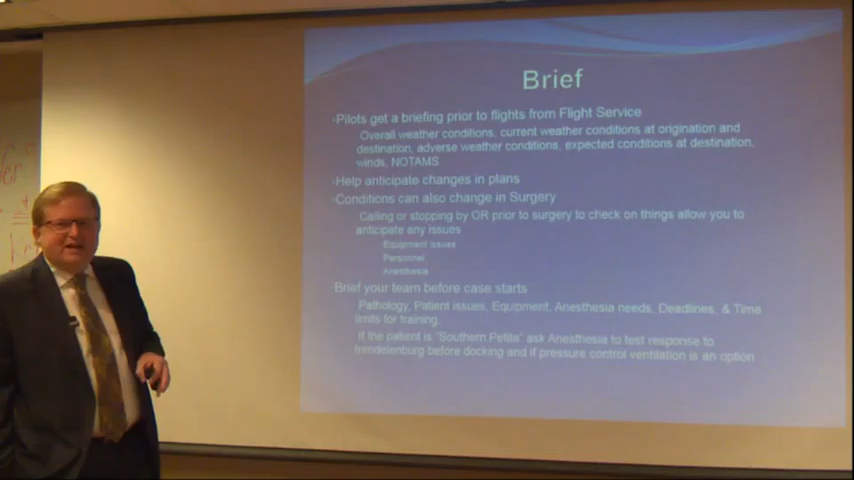 Brief
Pilots get a briefing prior to flights from Flight Service
Overall weather conditions, current weather conditions at origination and
destination, adverse weather conditions, expected conditions at destination,
winds, NOTAMS
Help anticipate changes in plans
Conditions can also change in Surgery
Calling or stopping by OR prior to surgery to check on things allow you to
anticipate any issues
Equipment issues
Personnel
Anesthesia
Brief your team before case starts
Pathology, Patient issues, Equipment, Anesthesia needs, Deadlines, & Time
limits for training.
If the patient is "Southern Petite" ask Anesthesia to test response to
trendelenburg before docking and if pressure control ventilation is an option